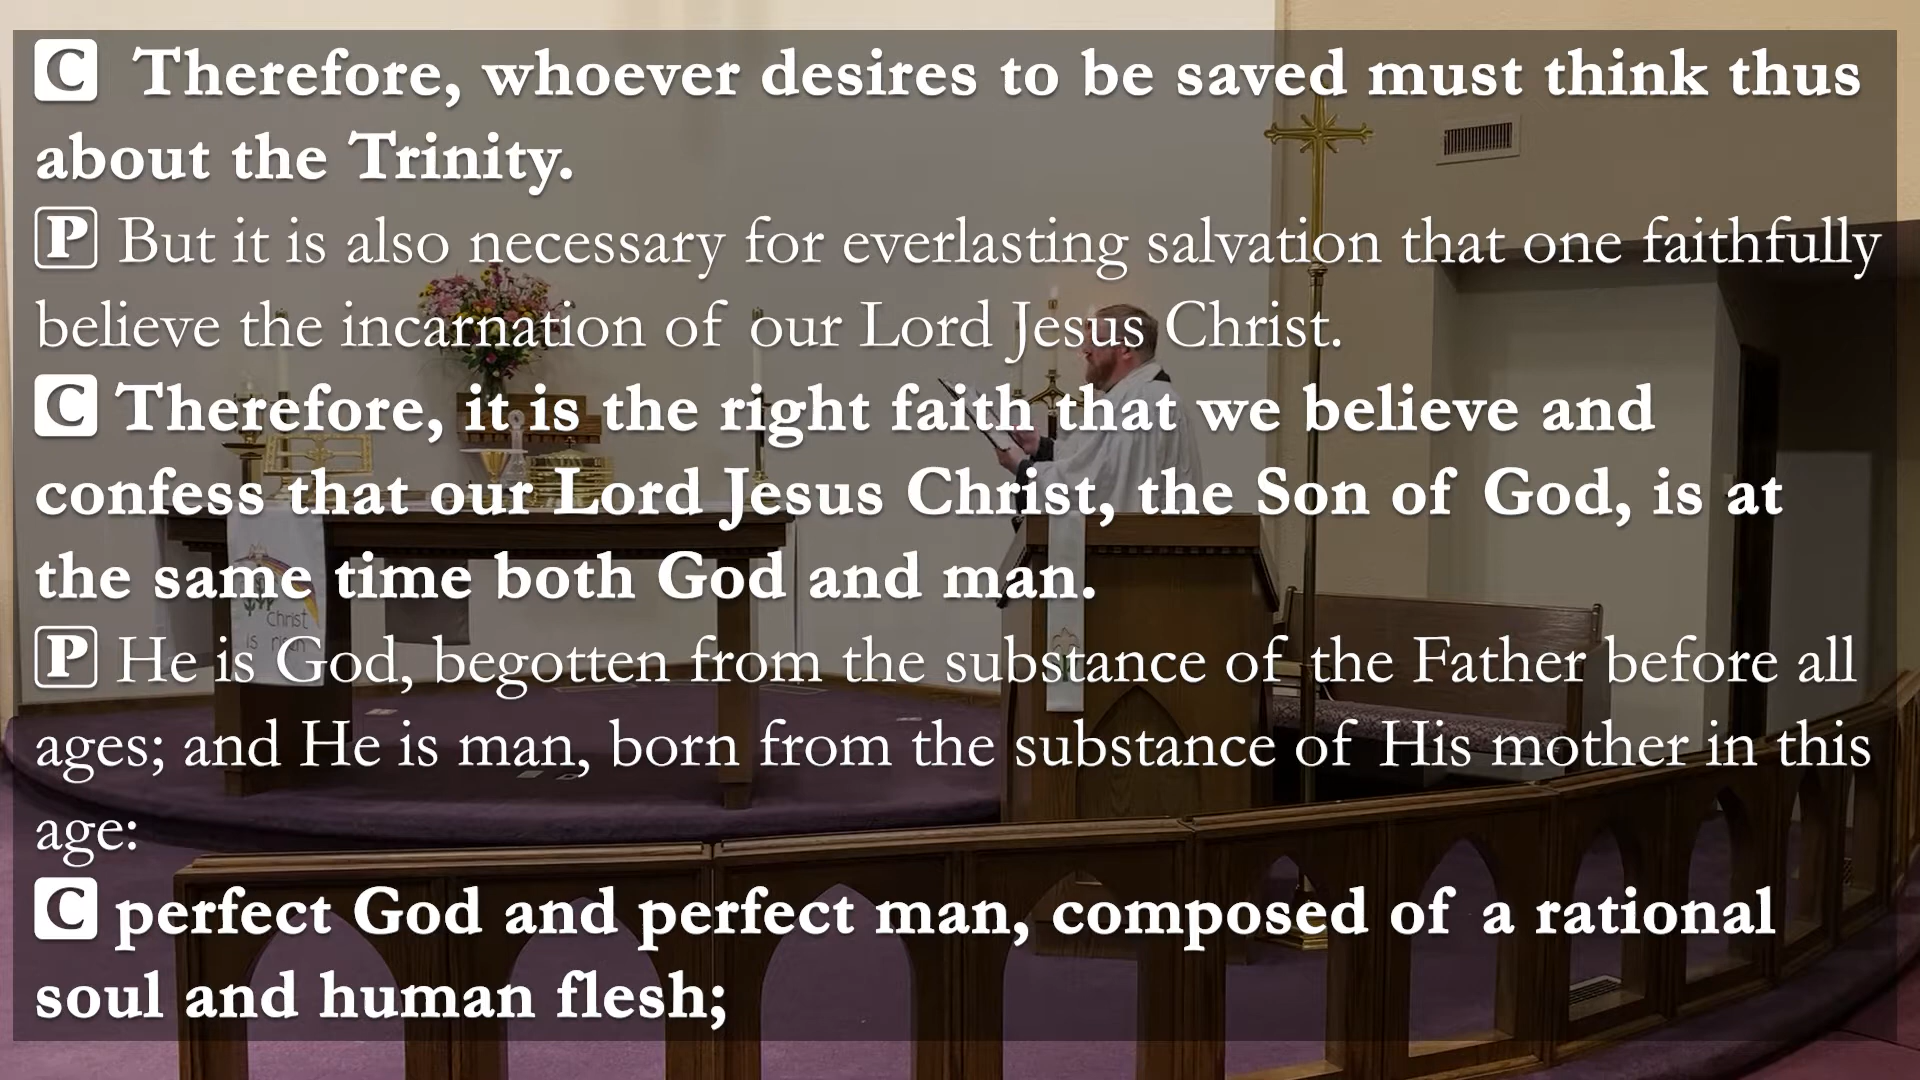 C Therefore, whoever desires to be saved must think thus
about the Trinity.
P But it is also necessary for everlasting salvation that one faithfully
believe the incarnation of our Lord Jesus Christ.
C Therefore, it is the right faith that we believe and
confess that our Lord Jesus Christ, the Son of God, is at
the same time both God and man.
P He is God, begotten from the substance of the Father before all
ages; and He is man, born from the substance of His mother in this
age:
C perfect God and perfect man, composed of a rational
soul and human flesh;
Christ
is risen